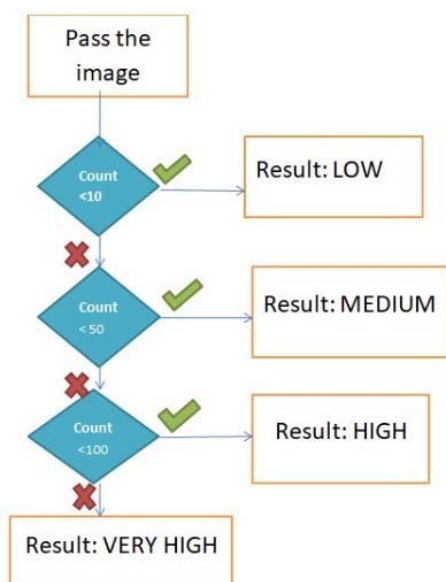 Pass the
image
Count
<10
Result: LOW
Count
< 50
Result: MEDIUM
Count
<100
Result: HIGH
Result: VERY HIGH